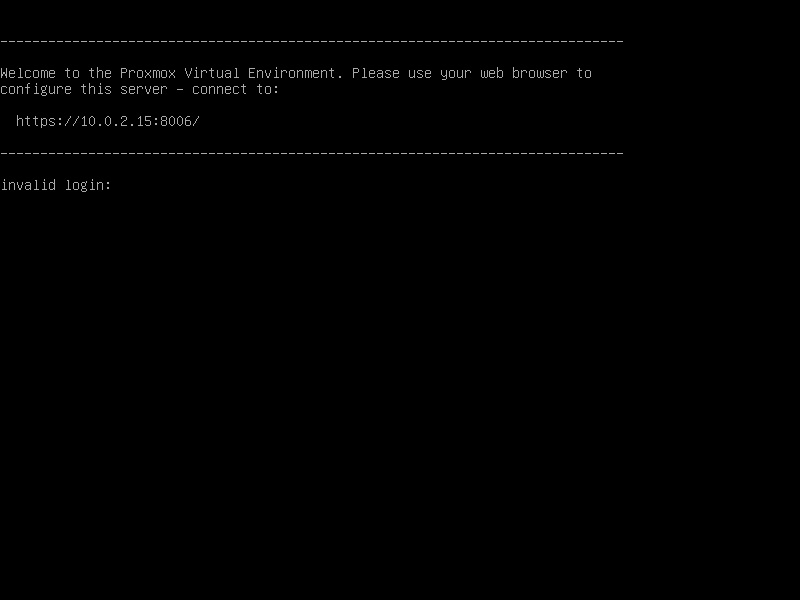 ------------------------------------------------------------------------------
Welcome to the Proxmox Virtual Environment. Please use your web browser to
configure this server - connect to:
https://10.0.2.15:8006/
------------------------------------------------------------------------------
invalid login: